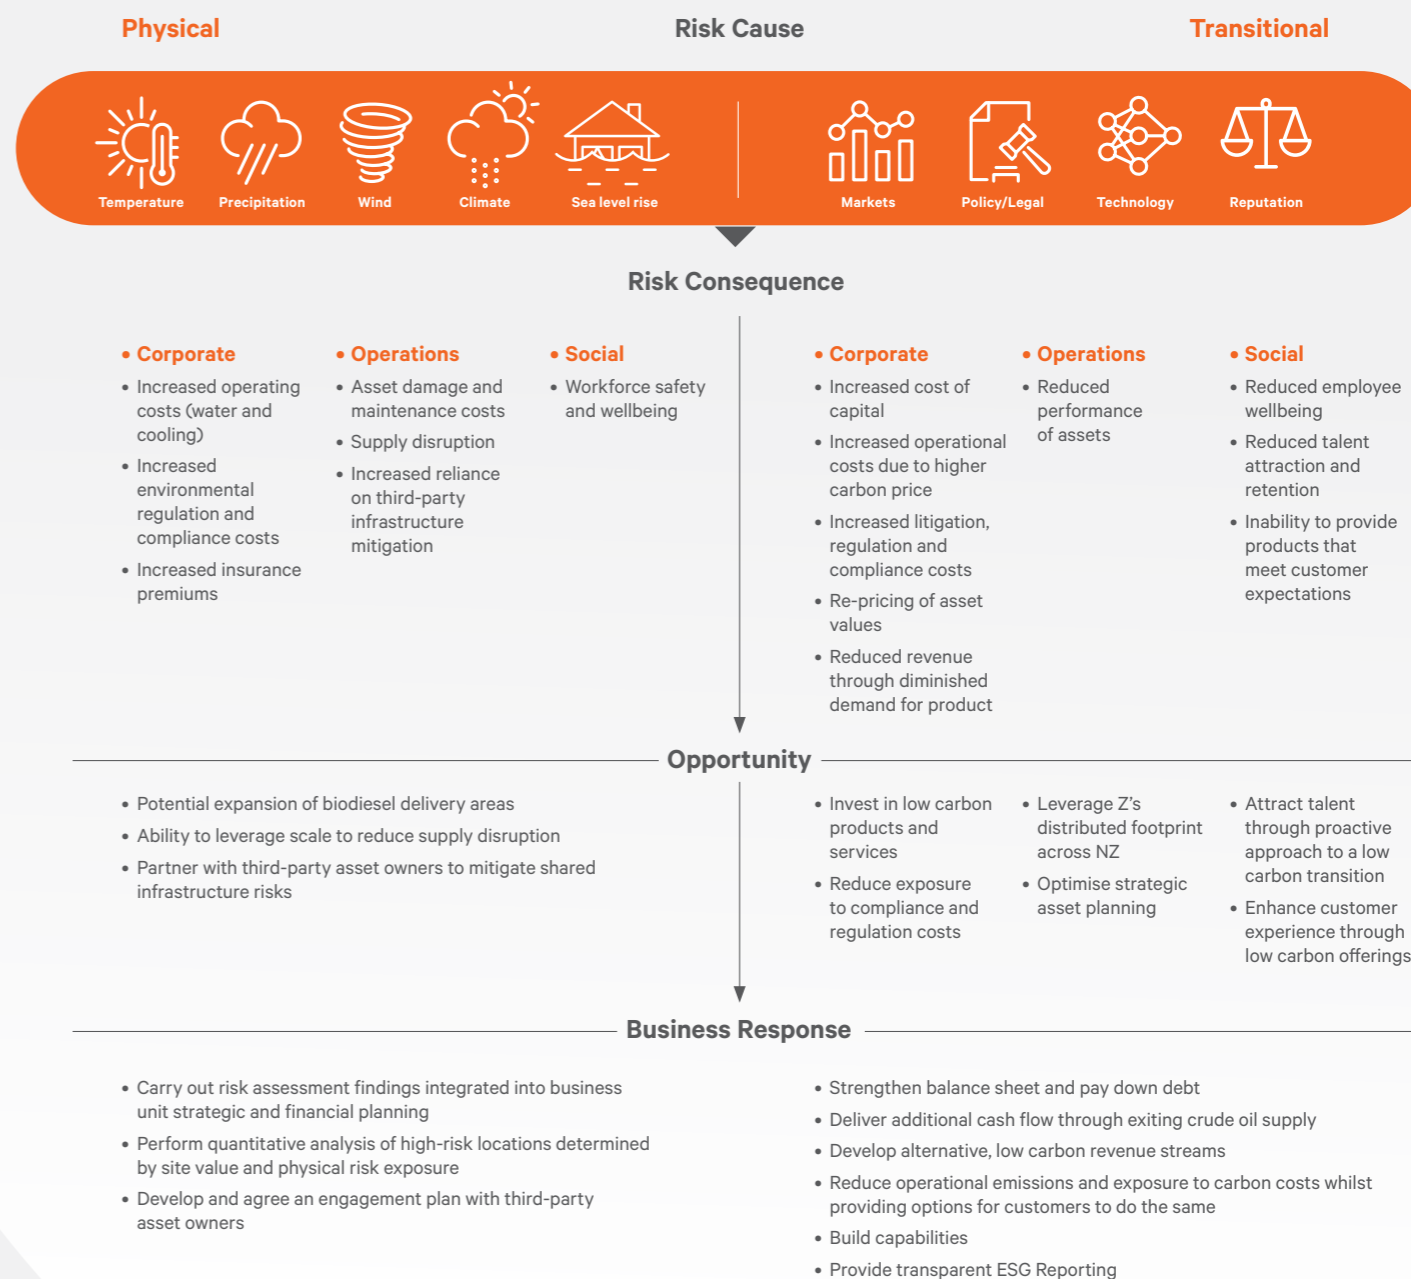 Physical
Risk Cause
Transitional
Temperature
Precipitation
Wind
Climate
Sea level rise
Markets
Policy/Legal
Technology
Reputation
Risk Consequence
• Corporate
• Increased operating
costs (water and
cooling)
• Increased
environmental
regulation and
compliance costs
• Increased insurance
premiums
• Operations
• Asset damage and
maintenance costs
• Supply disruption
• Increased reliance
on third-party
infrastructure
mitigation
• Social
• Workforce safety
and wellbeing
• Corporate
• Increased cost of
capital
• Increased operational
costs due to higher
carbon price
• Increased litigation,
regulation and
compliance costs
• Re-pricing of asset
values
• Reduced revenue
through diminished
demand for product
• Operations
• Reduced
performance
of assets
• Social
• Reduced employee
wellbeing
• Reduced talent
attraction and
retention
• Inability to provide
products that
meet customer
expectations
Opportunity
• Potential expansion of biodiesel delivery areas
• Ability to leverage scale to reduce supply disruption
• Partner with third-party asset owners to mitigate shared
infrastructure risks
• Invest in low carbon
products and
services
• Reduce exposure
to compliance and
regulation costs
• Leverage Z’s
distributed footprint
across NZ
• Optimise strategic
asset planning
• Attract talent
through proactive
approach to a low
carbon transition
• Enhance customer
experience through
low carbon offerings
Business Response
• Carry out risk assessment findings integrated into business
unit strategic and financial planning
• Perform quantitative analysis of high-risk locations determined
by site value and physical risk exposure
• Develop and agree an engagement plan with third-party
asset owners
• Strengthen balance sheet and pay down debt
• Deliver additional cash flow through exiting crude oil supply
• Develop alternative, low carbon revenue streams
• Reduce operational emissions and exposure to carbon costs whilst
providing options for customers to do the same
• Build capabilities
• Provide transparent ESG Reporting